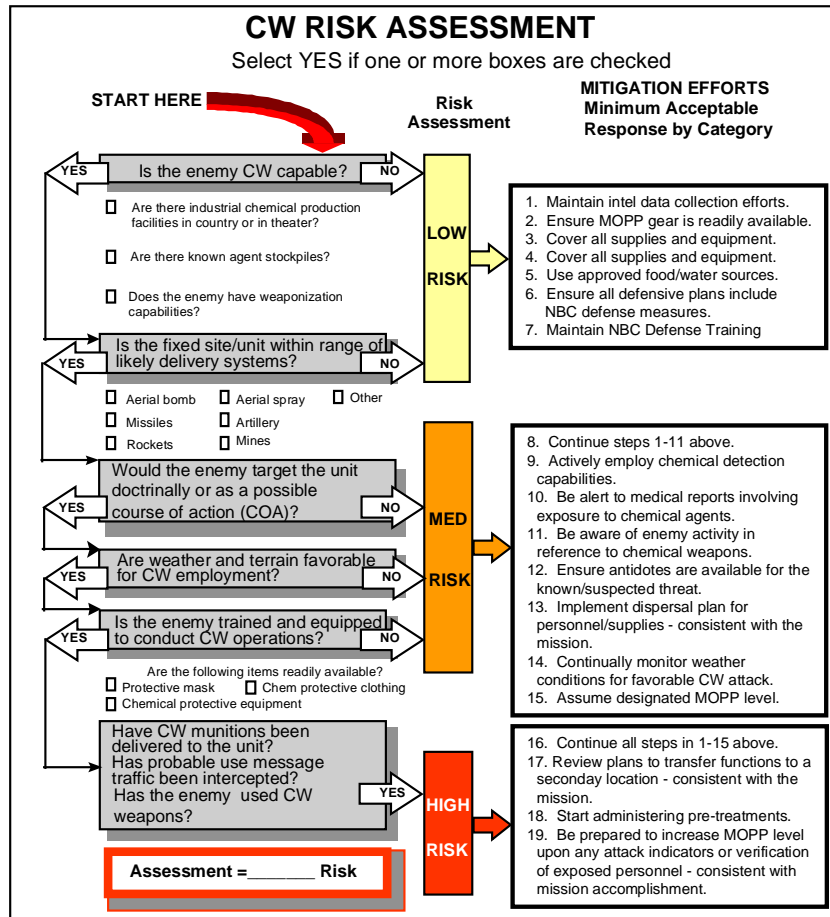 CW RISK ASSESSMENT
Select YES if one or more boxes are checked
START HERE
Risk
Assessment
MITIGATION EFFORTS
Minimum Acceptable
Response by Category
YES
Is the enemy CW capable?
NO
Are there industrial chemical production
facilities in country or in theater?
Are there known agent stockpiles?
Does the enemy have weaponization
capabilities?
LOW
RISK
1. Maintain intel data collection efforts.
2. Ensure MOPP gear is readily available.
3. Cover all supplies and equipment.
4. Cover all supplies and equipment.
5. Use approved food/water sources.
6. Ensure all defensive plans include
NBC defense measures.
7. Maintain NBC Defense Training
Is the fixed site/unit within range of
likely delivery systems?
YES
NO
Aerial bomb
Aerial spray
Other
Missiles
Artillery
Rockets
Mines
Would the enemy target the unit
doctrinally or as a possible
course of action (COA)?
YES
NO
Are weather and terrain favorable
for CW employment?
YES
NO
Is the enemy trained and equipped
to conduct CW operations?
YES
NO
Are the following items readily available?
Protective mask
Chem protective clothing
Chemical protective equipment
MED
RISK
8. Continue steps 1-11 above.
9. Actively employ chemical detection
capabilities.
10. Be alert to medical reports involving
exposure to chemical agents.
11. Be aware of enemy activity in
reference to chemical weapons.
12. Ensure antidotes are available for the
known/suspected threat.
13. Implement dispersal plan for
personnel/supplies - consistent with the
mission.
14. Continually monitor weather
conditions for favorable CW attack.
15. Assume designated MOPP level.
Have CW munitions been
delivered to the unit?
Has probable use message
traffic been intercepted?
Has the enemy used CW
weapons?
YES
HIGH
RISK
16. Continue all steps in 1-15 above.
17. Review plans to transfer functions to a
seconday location - consistent with the
mission.
18. Start administering pre-treatments.
19. Be prepared to increase MOPP level
upon any attack indicators or verification
of exposed personnel - consistent with
mission accomplishment.
Assessment =_______ Risk